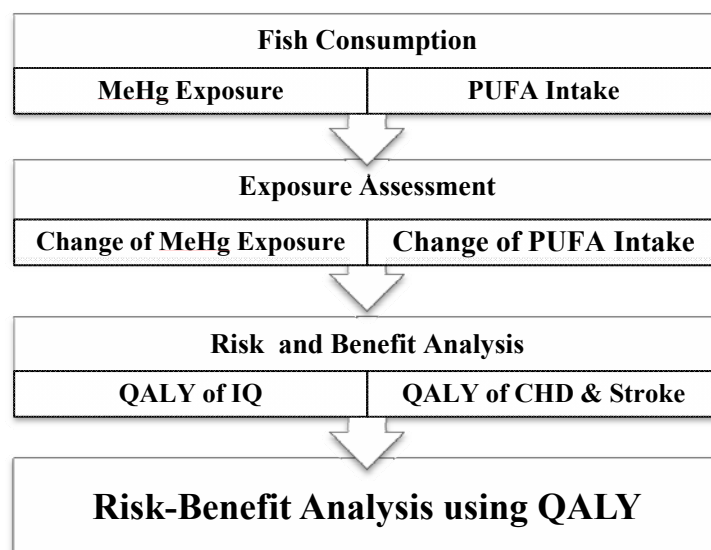 Fish Consumption
MeHg Exposure
PUFA Intake
Exposure Assessment
Change of MeHg Exposure
Change of PUFA Intake
Risk and Benefit Analysis
QALY of IQ
QALY of CHD & Stroke
Risk-Benefit Analysis using QALY